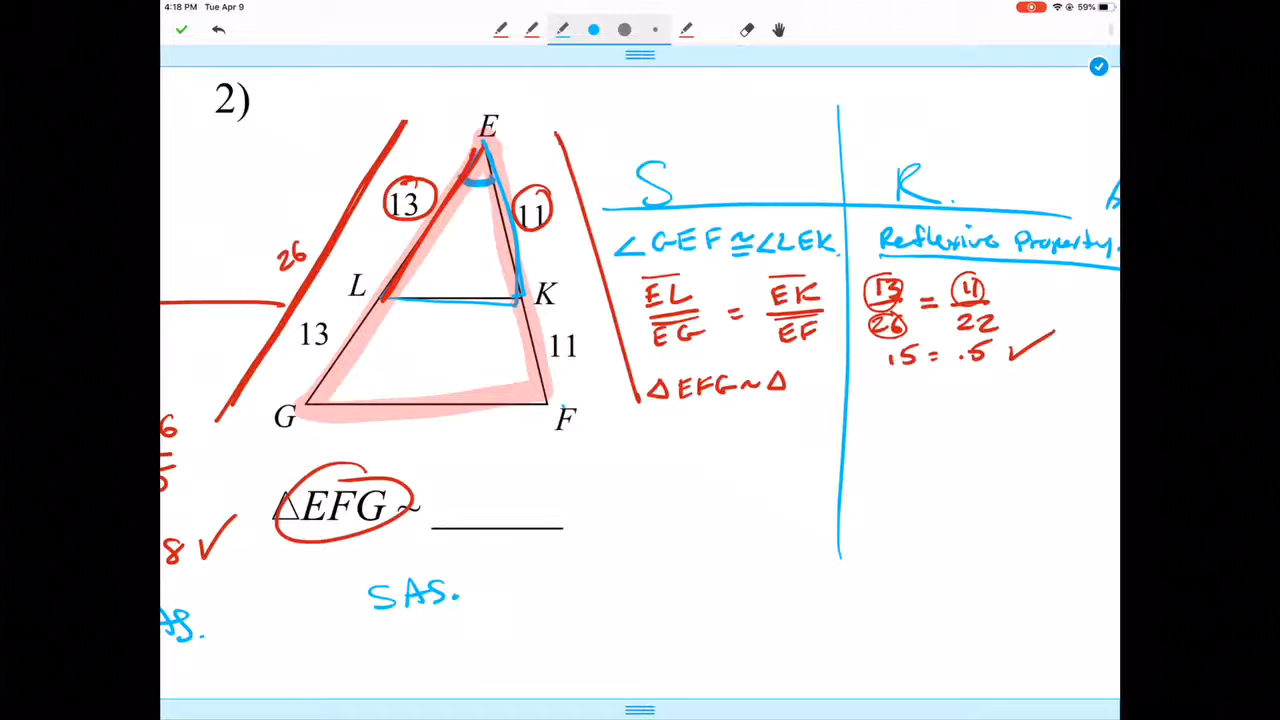 4:18 PM Tue Apr 9
59%
2)
E
13
11
26
L
K
13
11
G
F
△EFG ~
SAS.
S
R.
∠GEF ≅ ∠LEK
Reflexive Property.
EL/EG = EK/EF
13/26 = 11/22
.5 = .5 ✓
△EFG ~ △
6
8 ✓